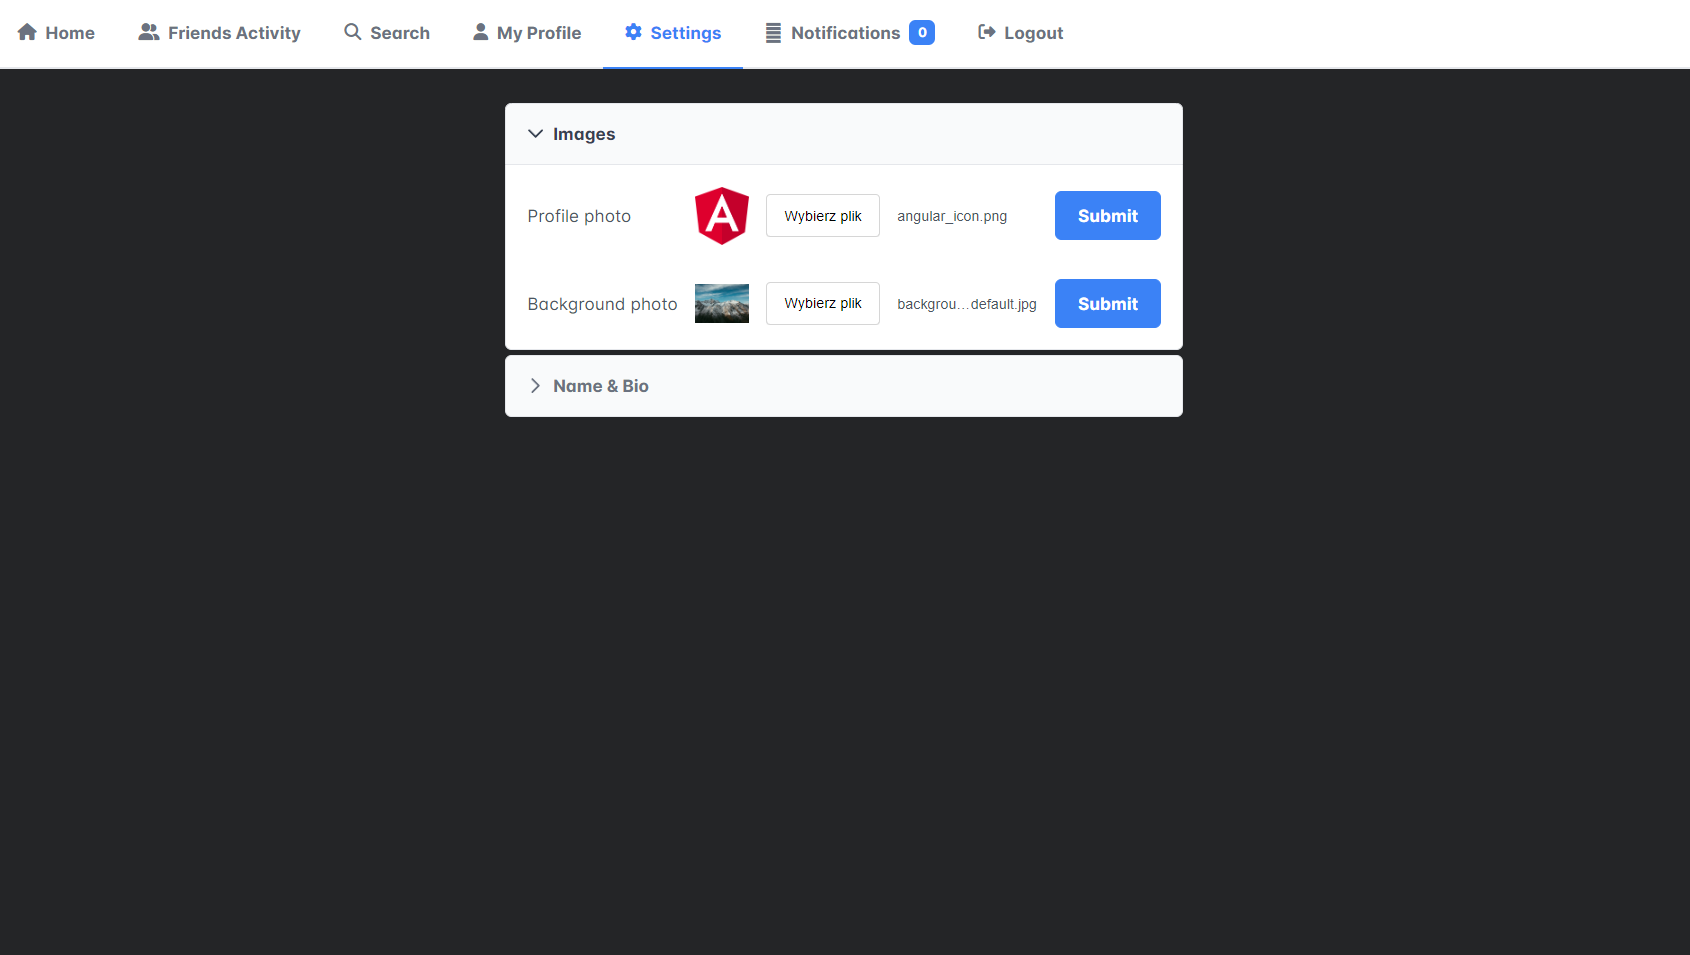 Home Friends Activity Search My Profile Settings Notifications 0 Logout
Images
Profile photo A Wybierz plik angular_icon.png Submit
Background photo Wybierz plik backgrou...default.jpg Submit
Name & Bio